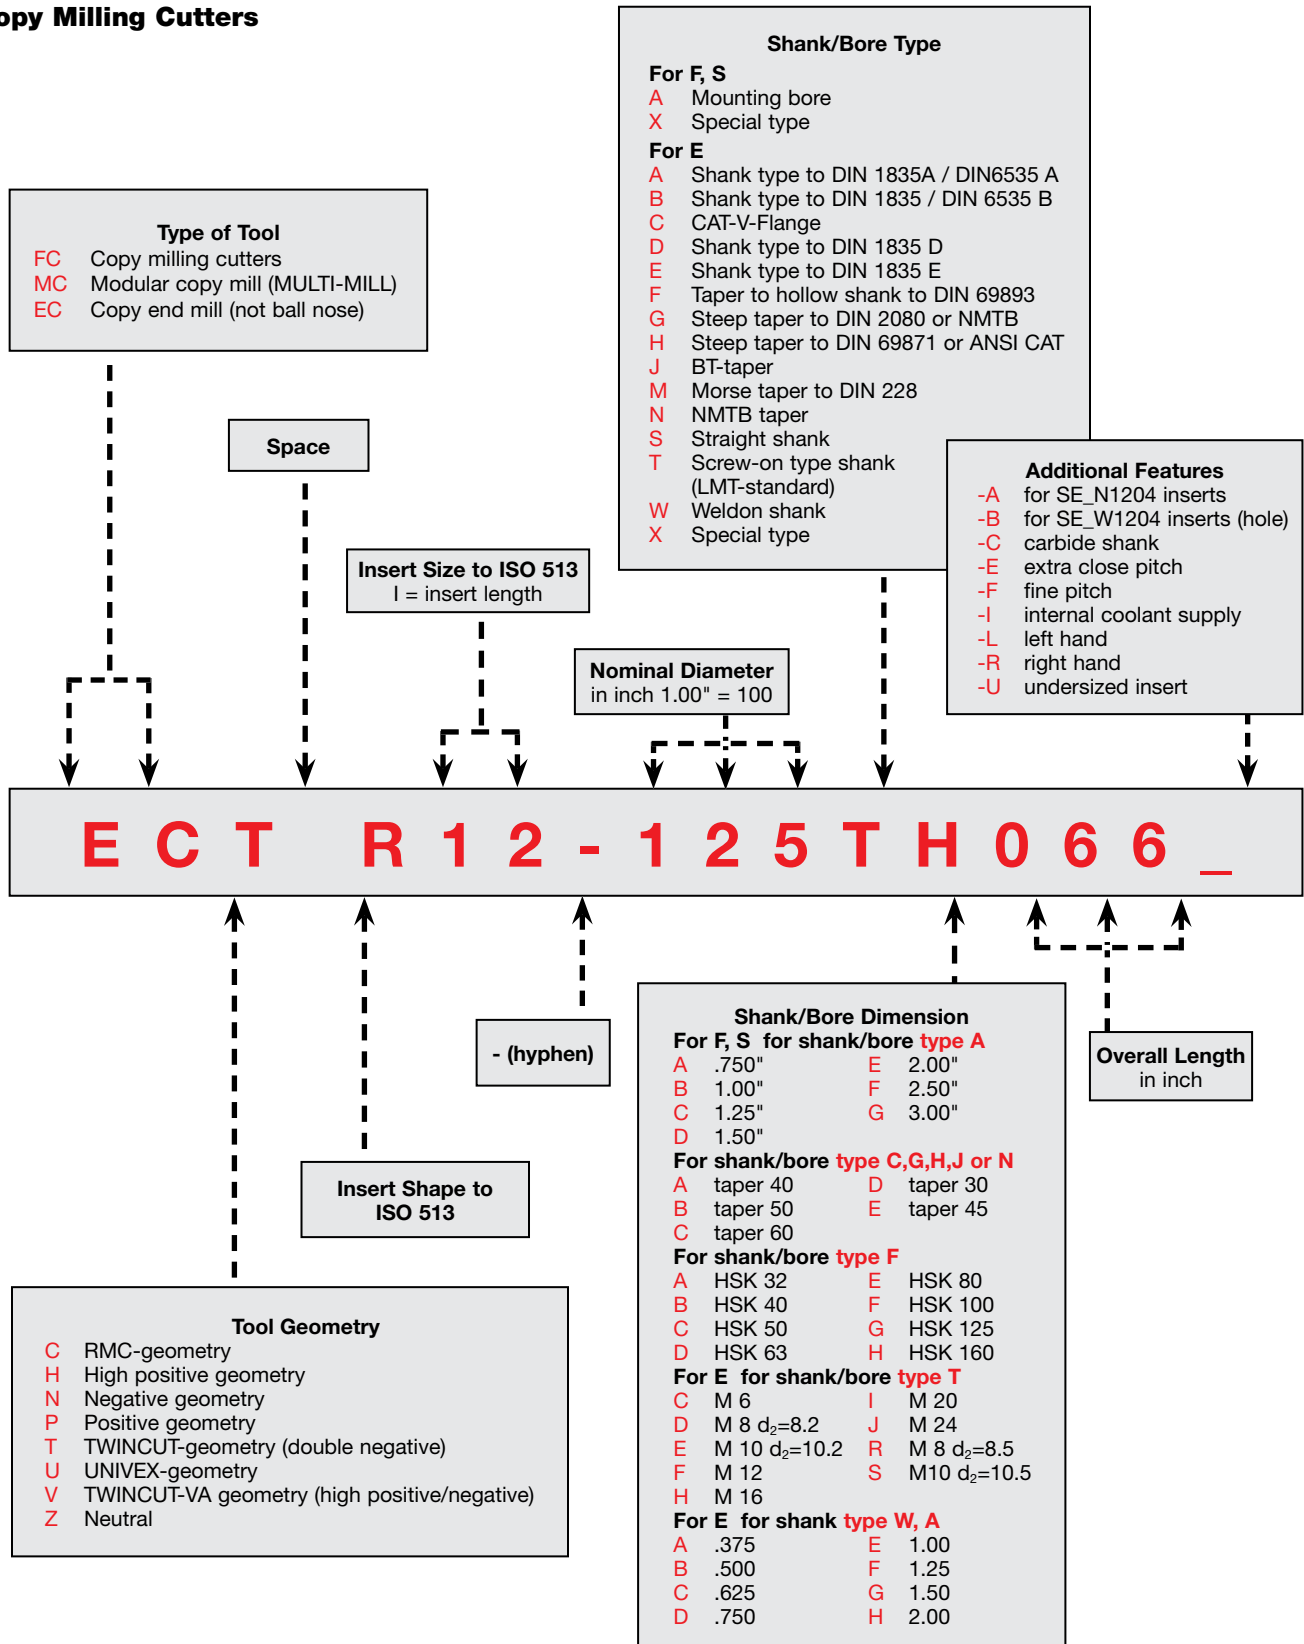 opy Milling Cutters
Shank/Bore Type
For F, S
A Mounting bore
X Special type
For E
A Shank type to DIN 1835A / DIN6535 A
B Shank type to DIN 1835 / DIN 6535 B
C CAT-V-Flange
D Shank type to DIN 1835 D
E Shank type to DIN 1835 E
F Taper to hollow shank to DIN 69893
G Steep taper to DIN 2080 or NMTB
H Steep taper to DIN 69871 or ANSI CAT
J BT-taper
M Morse taper to DIN 228
N NMTB taper
S Straight shank
T Screw-on type shank
(LMT-standard)
W Weldon shank
X Special type
Type of Tool
FC Copy milling cutters
MC Modular copy mill (MULTI-MILL)
EC Copy end mill (not ball nose)
Space
Insert Size to ISO 513
I = insert length
Nominal Diameter
in inch 1.00" = 100
Additional Features
-A for SE_N1204 inserts
-B for SE_W1204 inserts (hole)
-C carbide shank
-E extra close pitch
-F fine pitch
-I internal coolant supply
-L left hand
-R right hand
-U undersized insert
E C T R 1 2 - 1 2 5 T H 0 6 6 _
- (hyphen)
Insert Shape to
ISO 513
Overall Length
in inch
Shank/Bore Dimension
For F, S for shank/bore type A
A .750" E 2.00"
B 1.00" F 2.50"
C 1.25" G 3.00"
D 1.50"
For shank/bore type C,G,H,J or N
A taper 40 D taper 30
B taper 50 E taper 45
C taper 60
For shank/bore type F
A HSK 32 E HSK 80
B HSK 40 F HSK 100
C HSK 50 G HSK 125
D HSK 63 H HSK 160
For E for shank/bore type T
C M 6 I M 20
D M 8 d2=8.2 J M 24
E M 10 d2=10.2 R M 8 d2=8.5
F M 12 S M10 d2=10.5
H M 16
For E for shank type W, A
A .375 E 1.00
B .500 F 1.25
C .625 G 1.50
D .750 H 2.00
Tool Geometry
C RMC-geometry
H High positive geometry
N Negative geometry
P Positive geometry
T TWINCUT-geometry (double negative)
U UNIVEX-geometry
V TWINCUT-VA geometry (high positive/negative)
Z Neutral